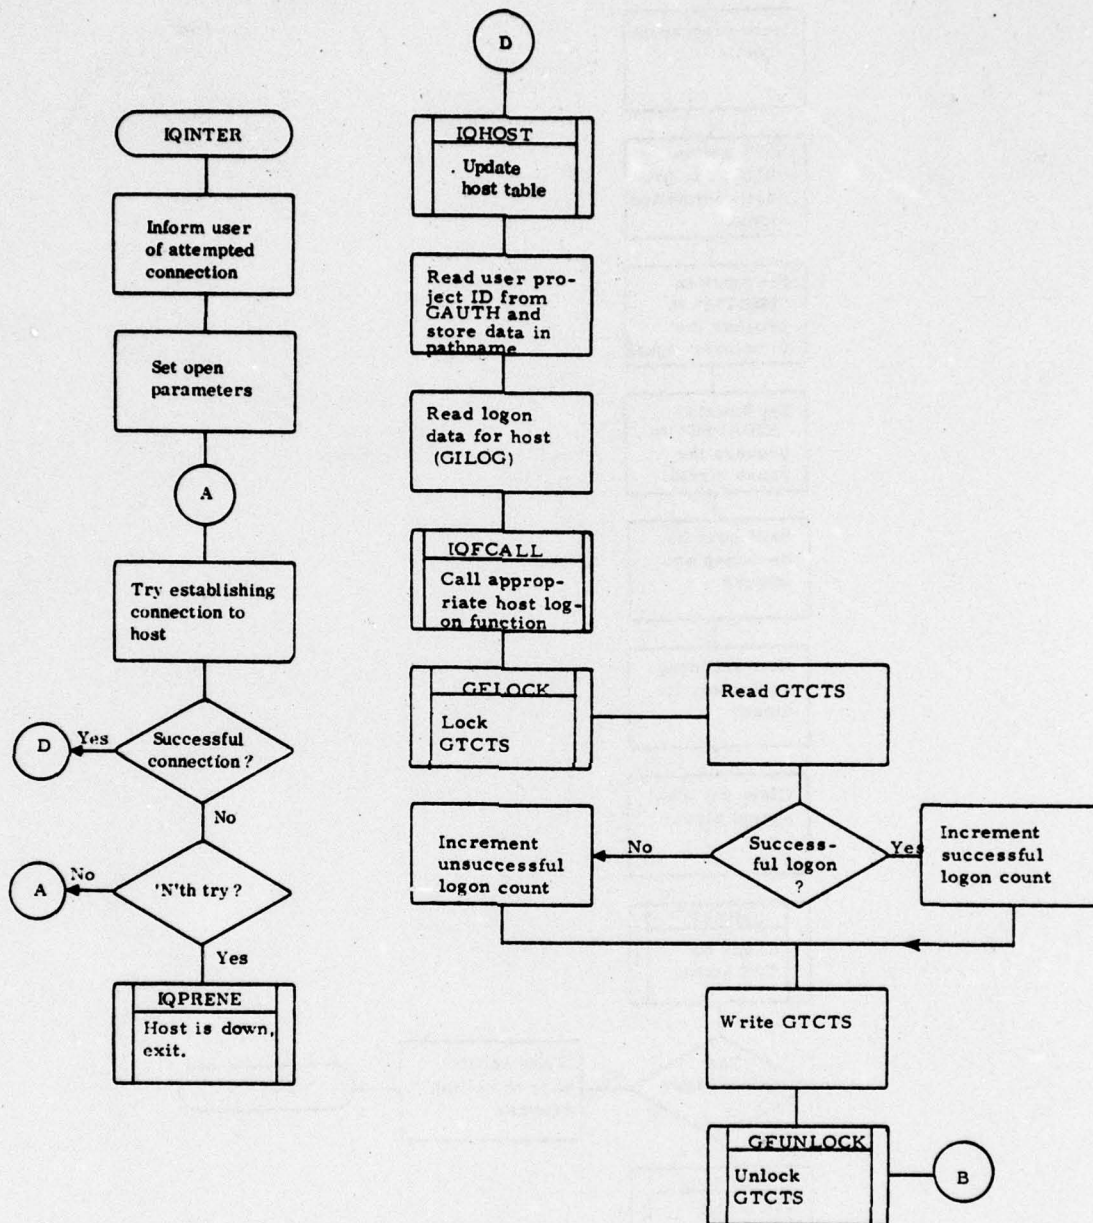 IQINTER
Inform user
of attempted
connection
Set open
parameters
A
Try establishing
connection to
host
Successful
connection?
Yes
D
No
'N'th try?
No
A
Yes
IQPRENE
Host is down,
exit.
D
IQHOST
. Update
host table
Read user pro-
ject ID from
GAUTH and
store data in
pathname
Read logon
data for host
(GILOG)
IQFCALL
Call approp-
riate host log-
on function
GFLOCK
Lock
GTCTS
Read GTCTS
Success-
ful logon
?
No
Increment
unsuccessful
logon count
Yes
Increment
successful
logon count
Write GTCTS
GFUNLOCK
Unlock
GTCTS
B